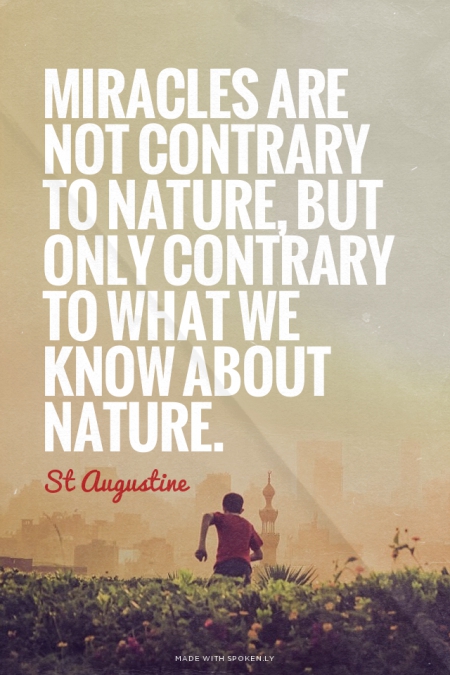 MIRACLES ARE
NOT CONTRARY
TO NATURE, BUT
ONLY CONTRARY
TO WHAT WE
KNOW ABOUT
NATURE.
St Augustine
MADE WITH SPOKEN.LY